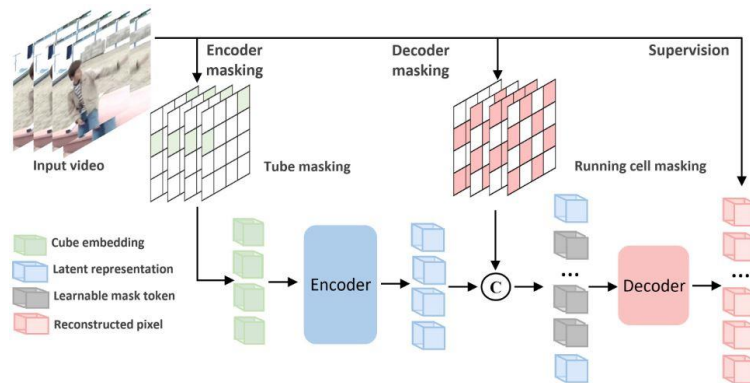 Encoder
masking
Decoder
masking
Supervision
Input video
Tube masking
Running cell masking
Cube embedding
Latent representation
Learnable mask token
Reconstructed pixel
Encoder
C
...
Decoder
...